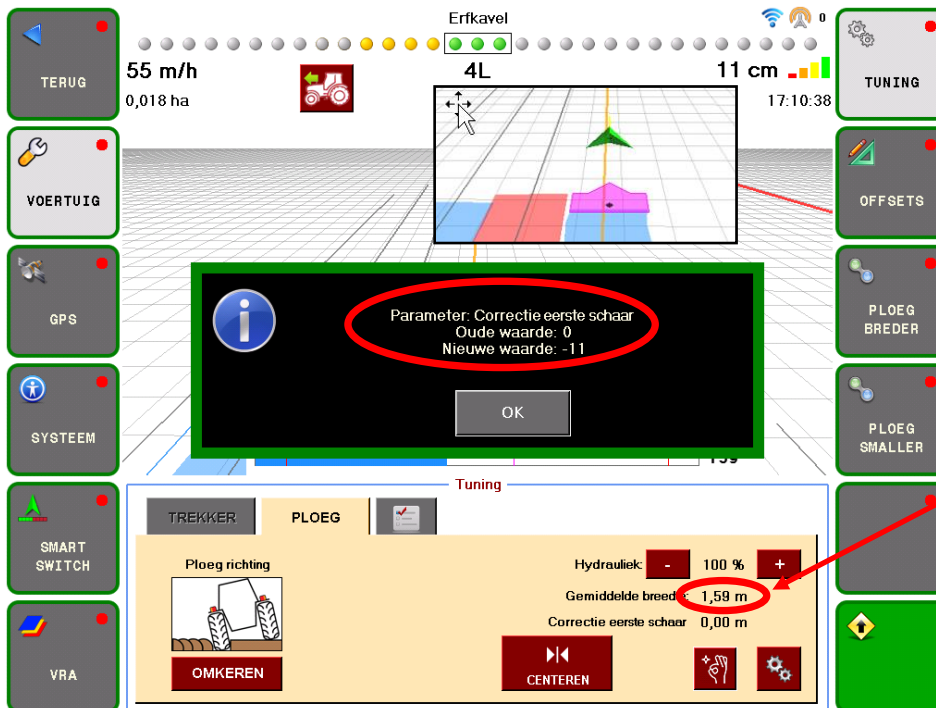 Erfkavel
0
TERUG
55 m/h
4L
11 cm
0,018 ha
17:10:38
TUNING
VOERTUIG
OFFSETS
GPS
PLOEG
BREDER
Parameter: Correctie eerste schaar
Oude waarde: 0
Nieuwe waarde: -11
OK
SYSTEEM
PLOEG
SMALLER
Tuning
SMART
SWITCH
TREKKER
PLOEG
Ploeg richting
Hydrauliek:
-
100 %
+
Gemiddelde breedte:
1,59 m
Correctie eerste schaar
0,00 m
VRA
OMKEREN
CENTEREN